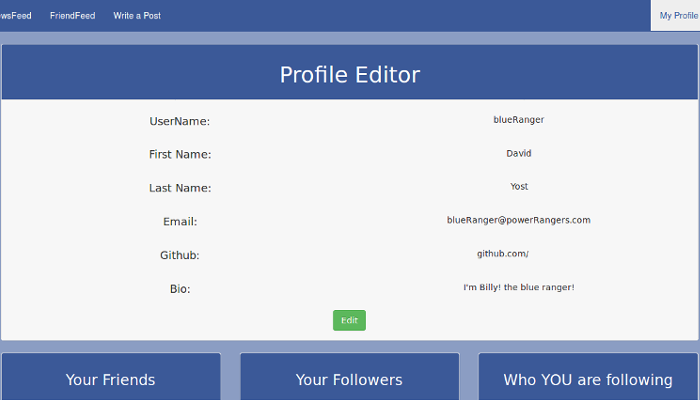 wsFeed FriendFeed Write a Post My Profile
Profile Editor
UserName: blueRanger
First Name: David
Last Name: Yost
Email: blueRanger@powerRangers.com
Github: github.com/
Bio: I'm Billy! the blue ranger!
Edit
Your Friends Your Followers Who YOU are following